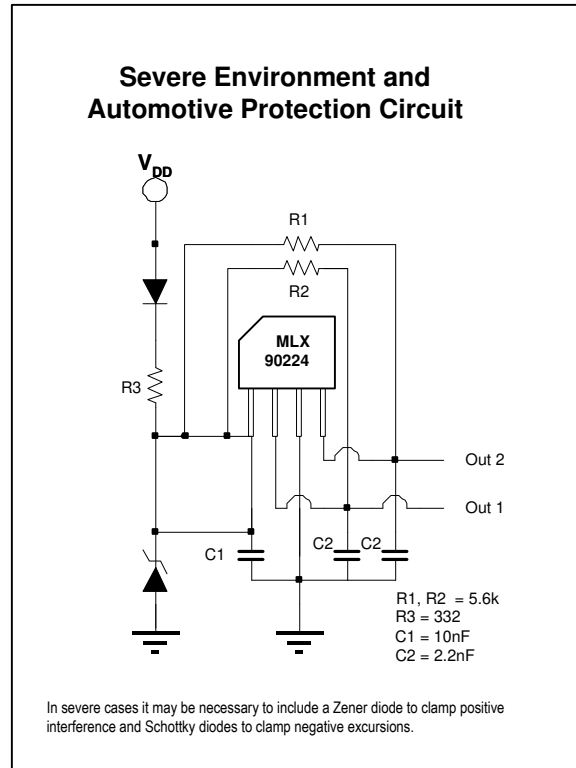 Severe Environment and
Automotive Protection Circuit
VDD
R1
R2
MLX
90224
R3
Out 2
Out 1
C1
C2
C2
R1, R2 = 5.6k
R3 = 332
C1 = 10nF
C2 = 2.2nF
In severe cases it may be necessary to include a Zener diode to clamp positive
interference and Schottky diodes to clamp negative excursions.